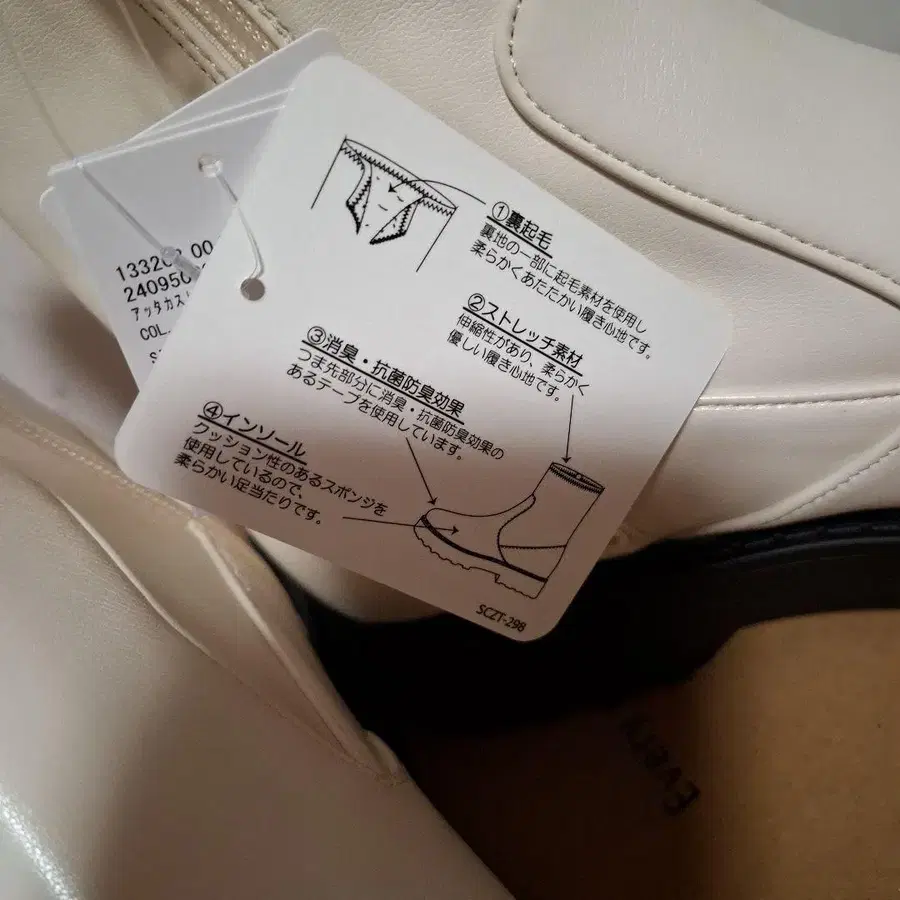 ①裏起毛
裏地の一部に起毛素材を使用し
柔らかくあたたかい履き心地です。
②ストレッチ素材
伸縮性があり、柔らかく
優しい履き心地です。
③消臭・抗菌防臭効果
つま先部分に消臭・抗菌防臭効果の
あるテープを使用しています。
④インソール
クッション性のあるスポンジを
使用しているので、
柔らかい足当たりです。
SCZT-298
00
アッタカ
COL.